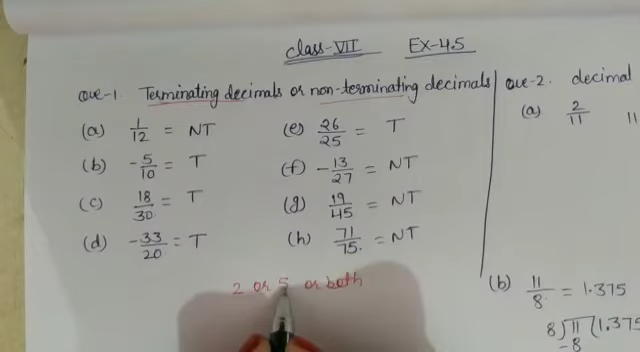 Class-VII Ex-4.5
Que-1. Terminating decimals or non-terminating decimals
(a) 1/12 = NT
(b) -5/10 = T
(c) 18/30 = T
(d) -33/20 = T
(e) 26/25 = T
(f) -13/27 = NT
(g) 19/45 = NT
(h) 71/75 = NT
2 or 5 or both
Que-2. decimal
(a) 2/11 11
(b) 11/8 = 1.375
8)11(1.375
-8